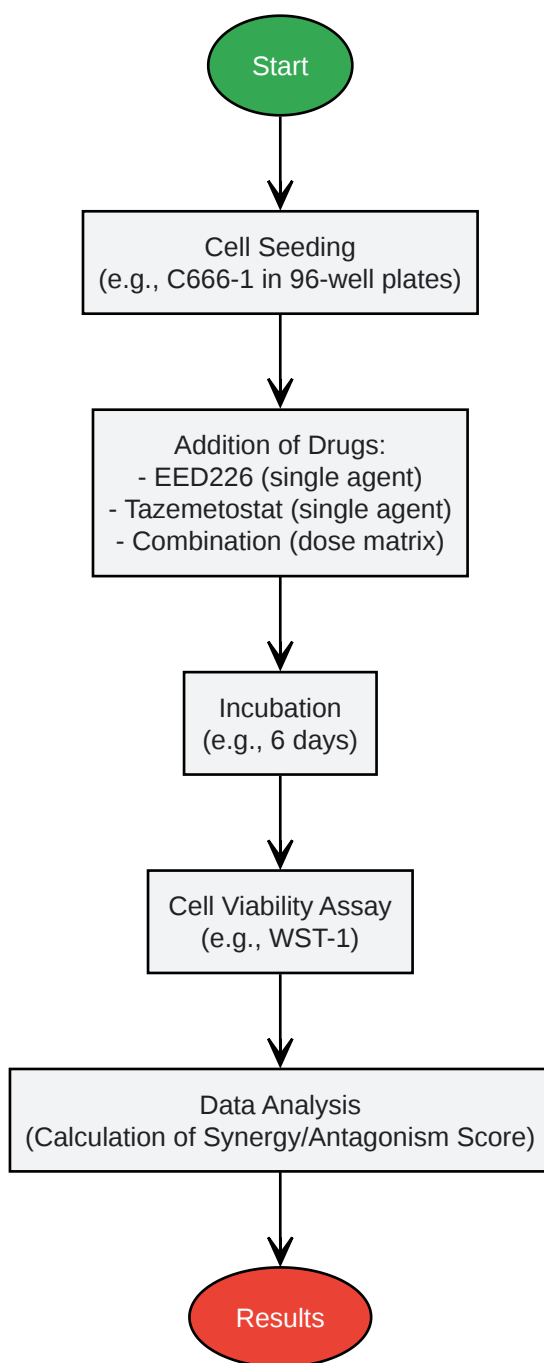 Start
Cell Seeding
(e.g., C666-1 in 96-well plates)
Addition of Drugs:
- EED226 (single agent)
- Tazemetostat (single agent)
- Combination (dose matrix)
Incubation
(e.g., 6 days)
Cell Viability Assay
(e.g., WST-1)
Data Analysis
(Calculation of Synergy/Antagonism Score)
Results